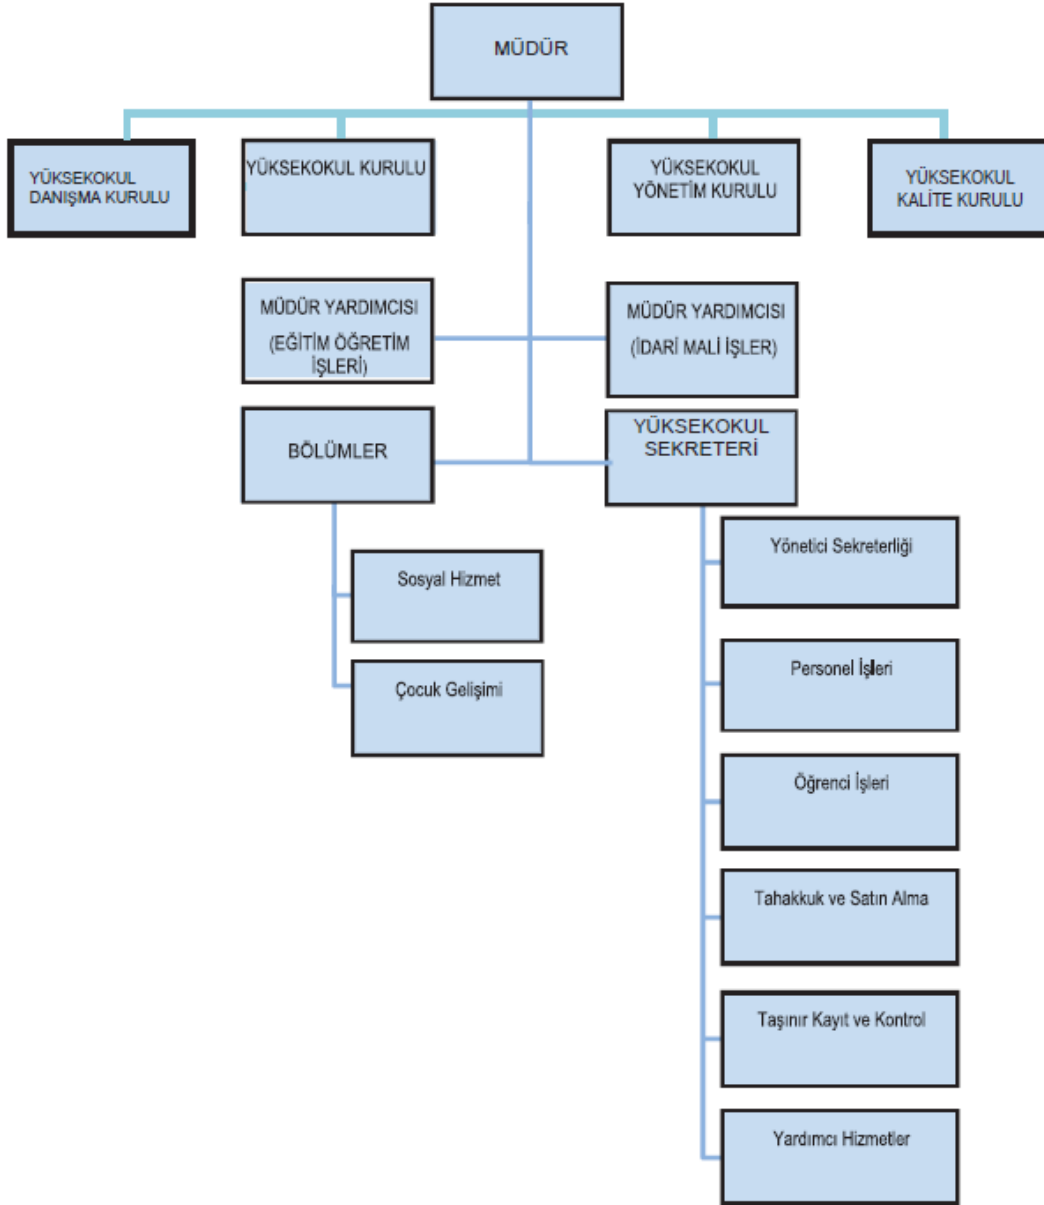 MÜDÜR
YÜKSEKOKUL
DANIŞMA KURULU
YÜKSEKOKUL KURULU
YÜKSEKOKUL
YÖNETİM KURULU
YÜKSEKOKUL
KALİTE KURULU
MÜDÜR YARDIMCISI
(EĞİTİM ÖĞRETİM
İŞLERİ)
MÜDÜR YARDIMCISI
(İDARİ MALİ İŞLER)
BÖLÜMLER
YÜKSEKOKUL
SEKRETERİ
Sosyal Hizmet
Çocuk Gelişimi
Yönetici Sekreterliği
Personel İşleri
Öğrenci İşleri
Tahakkuk ve Satın Alma
Taşınır Kayıt ve Kontrol
Yardımcı Hizmetler